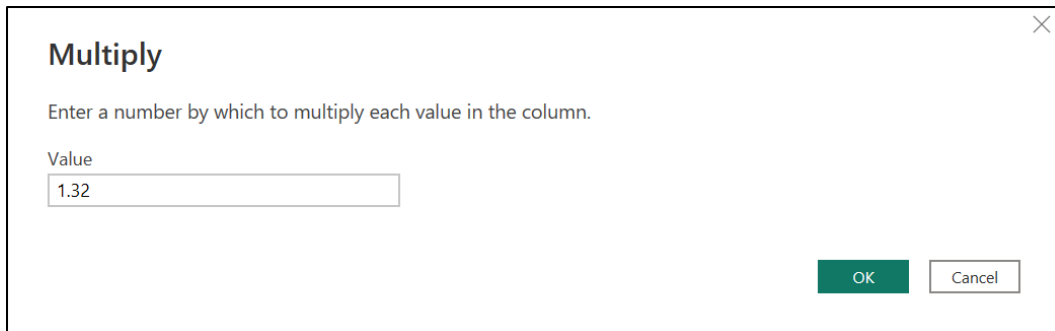 Multiply
Enter a number by which to multiply each value in the column.
Value
1.32
OK Cancel